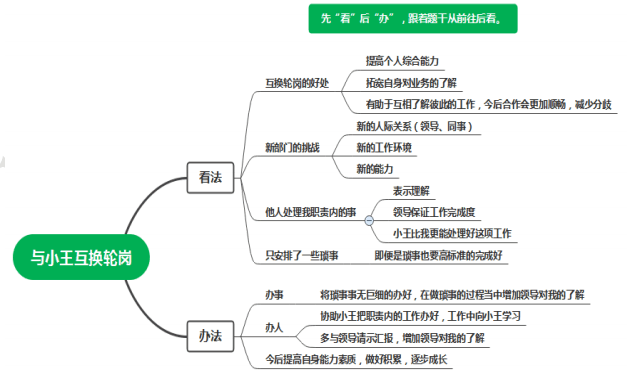 先“看”后“办”，跟着题干从前往后看。
与小王互换轮岗
看法
互换轮岗的好处
提高个人综合能力
拓宽自身对业务的了解
有助于互相了解彼此的工作，今后合作会更加顺畅，减少分歧
新部门的挑战
新的人际关系（领导、同事）
新的工作环境
新的能力
他人处理我职责内的事
表示理解
领导保证工作完成度
小王比我更能处理好这项工作
只安排了一些琐事
即便是琐事也要高标准的完成好
办法
办事
将琐事事无巨细的办好，在做琐事的过程当中增加领导对我的了解
办人
协助小王把职责内的工作办好，工作中向小王学习
多与领导请示汇报，增加领导对我的了解
今后提高自身能力素质，做好积累，逐步成长